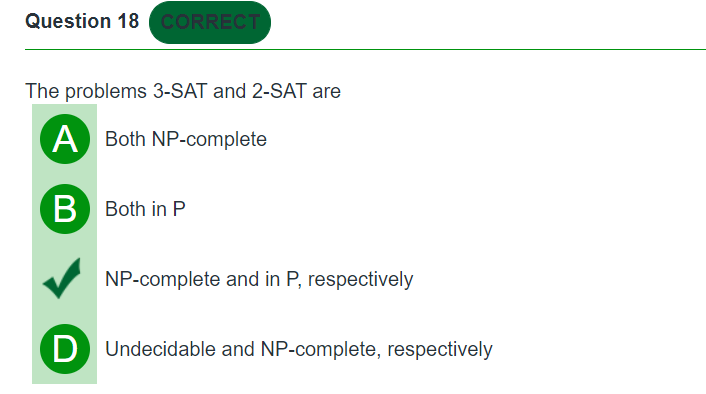 Question 18 CORRECT
The problems 3-SAT and 2-SAT are
A Both NP-complete
B Both in P
NP-complete and in P, respectively
D Undecidable and NP-complete, respectively